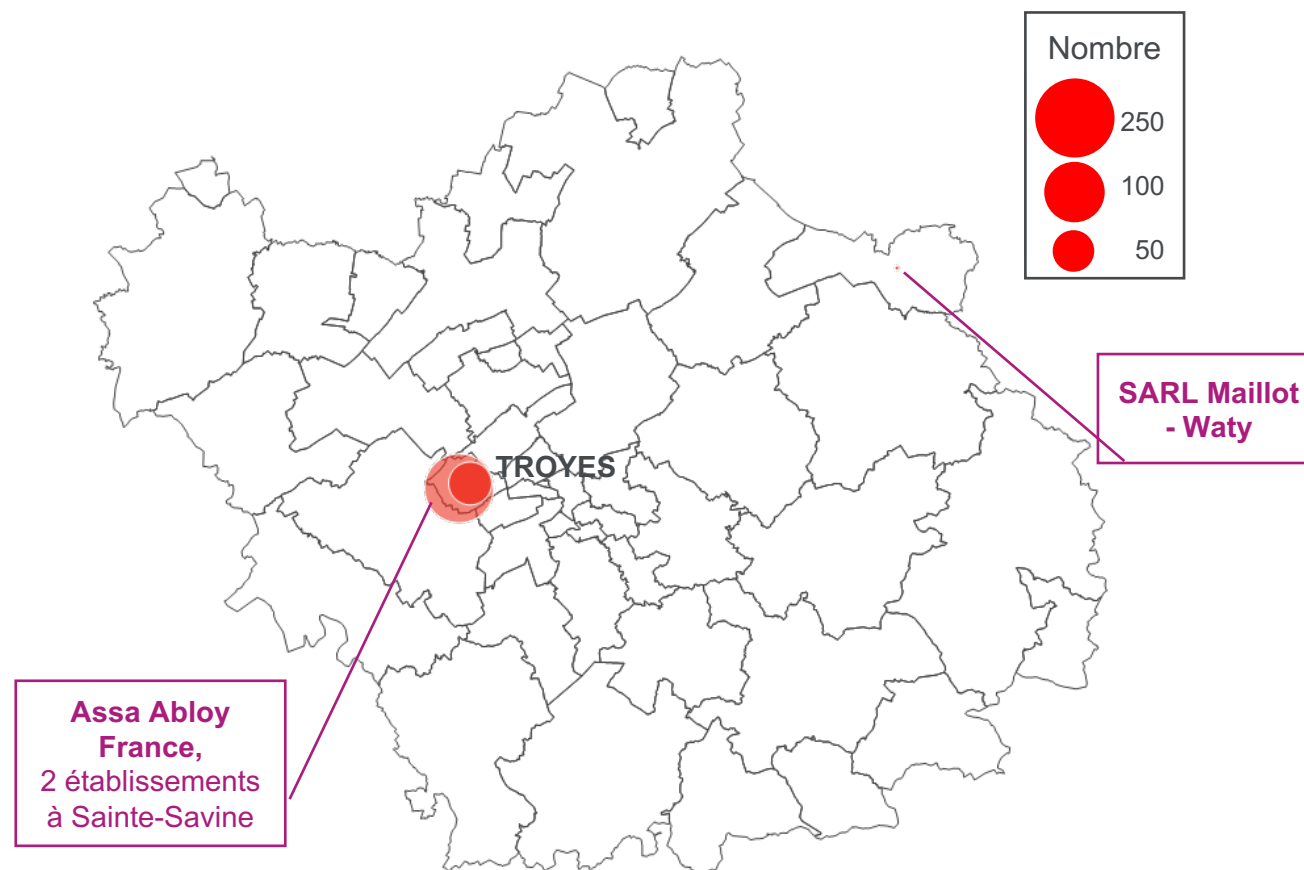 Nombre
250
100
50
SARL Maillot
- Waty
TROYES
Assa Abloy
France,
2 établissements
à Sainte-Savine